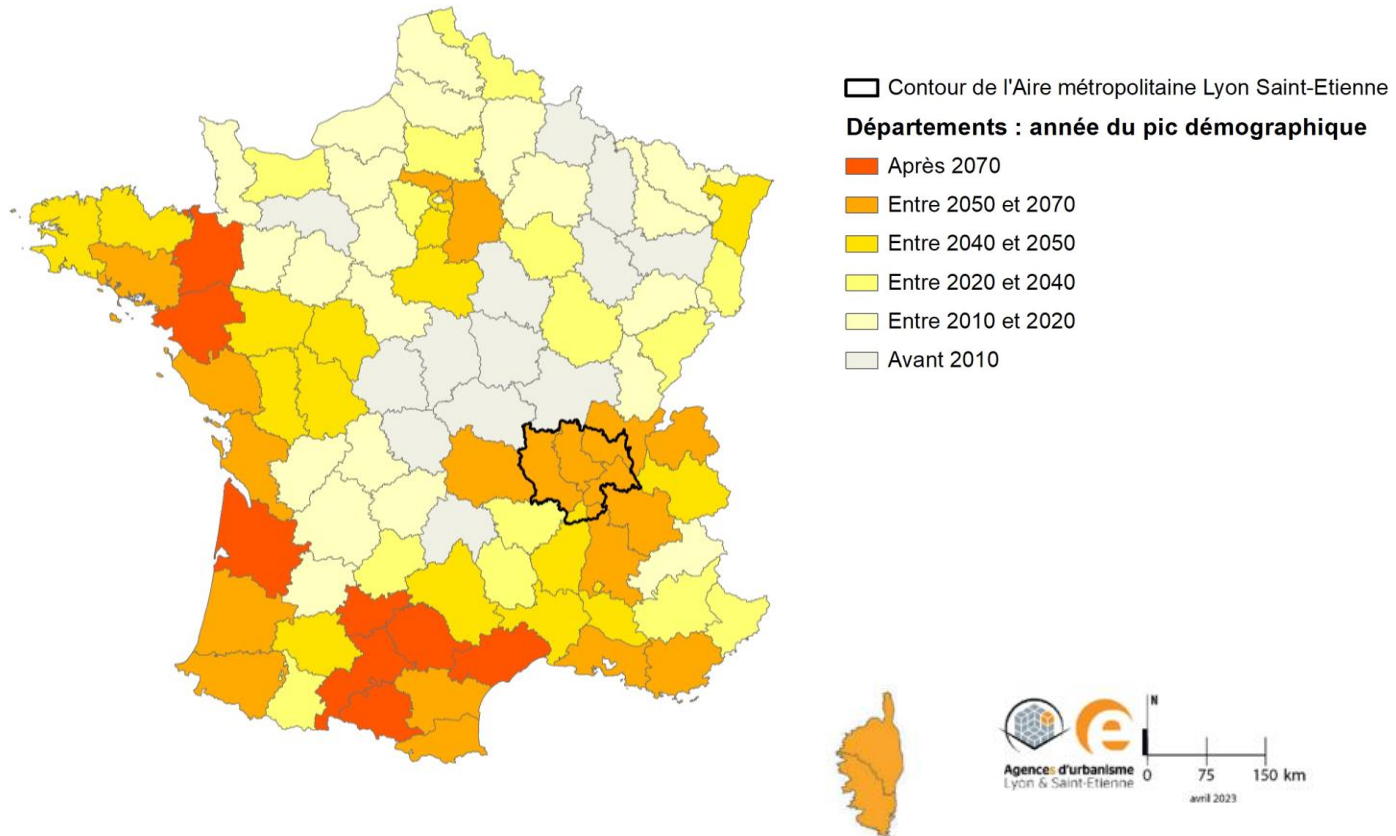 Contour de l'Aire métropolitaine Lyon Saint-Etienne
Départements : année du pic démographique
Après 2070
Entre 2050 et 2070
Entre 2040 et 2050
Entre 2020 et 2040
Entre 2010 et 2020
Avant 2010
e
N
Agences d'urbanisme
Lyon & Saint-Etienne
0 75 150 km
avril 2023